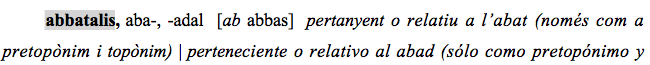 abbatalis, aba-, -adal [ab abbas] pertanyent o relatiu a l’abat (només com a
pretopònim i topònim) | perteneciente o relativo al abad (sólo como pretopónimo y